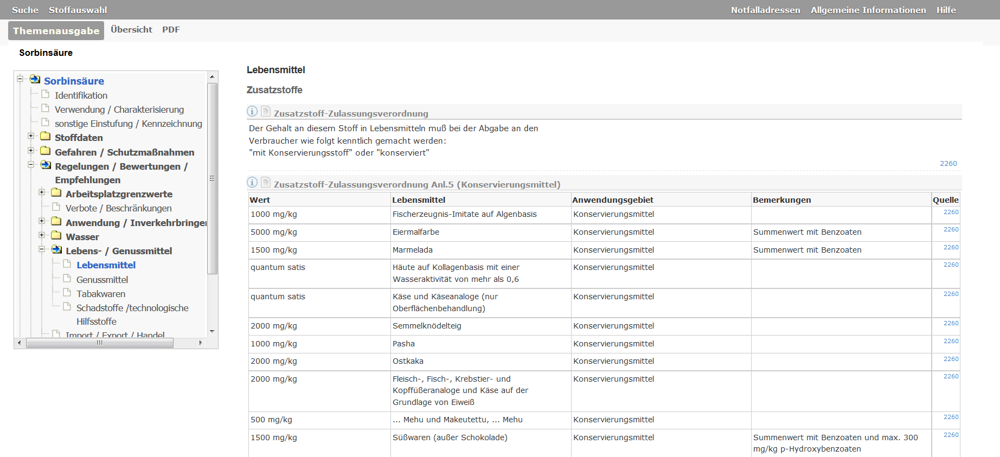 Suche Stoffauswahl Notfalladressen Allgemeine Informationen Hilfe
Themenausgabe Übersicht PDF
Sorbinsäure
Sorbinsäure
Identifikation
Verwendung / Charakterisierung
sonstige Einstufung / Kennzeichnung
Stoffdaten
Gefahren / Schutzmaßnahmen
Regelungen / Bewertungen /
Empfehlungen
Arbeitsplatzgrenzwerte
Verbote / Beschränkungen
Anwendung / Inverkehrbringen
Wasser
Lebens- / Genussmittel
Lebensmittel
Genussmittel
Tabakwaren
Schadstoffe /technologische
Hilfsstoffe
Import / Export / Handel
Lebensmittel
Zusatzstoffe
Zusatzstoff-Zulassungsverordnung
Der Gehalt an diesem Stoff in Lebensmitteln muß bei der Abgabe an den
Verbraucher wie folgt kenntlich gemacht werden:
"mit Konservierungsstoff" oder "konserviert"
2260
Zusatzstoff-Zulassungsverordnung Anl.5 (Konservierungsmittel)
Wert Lebensmittel Anwendungsgebiet Bemerkungen Quelle
1000 mg/kg Fischerzeugnis-Imitate auf Algenbasis Konservierungsmittel 2260
5000 mg/kg Eiermalfarbe Konservierungsmittel Summenwert mit Benzoaten 2260
1500 mg/kg Marmelada Konservierungsmittel Summenwert mit Benzoaten 2260
quantum satis Häute auf Kollagenbasis mit einer Konservierungsmittel 2260
Wasseraktivität von mehr als 0,6
quantum satis Käse und Käseanaloge (nur Konservierungsmittel 2260
Oberflächenbehandlung)
2000 mg/kg Semmelknödelteig Konservierungsmittel 2260
1000 mg/kg Pasha Konservierungsmittel 2260
2000 mg/kg Ostkaka Konservierungsmittel 2260
2000 mg/kg Fleisch-, Fisch-, Krebstier- und Konservierungsmittel 2260
Kopffüßeranaloge und Käse auf der
Grundlage von Eiweiß
500 mg/kg ... Mehu und Makeutettu, ... Mehu Konservierungsmittel 2260
1500 mg/kg Süßwaren (außer Schokolade) Konservierungsmittel Summenwert mit Benzoaten und max. 300 2260
mg/kg p-Hydroxybenzoaten